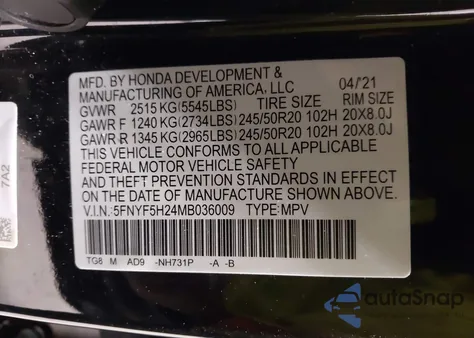 MFD. BY HONDA DEVELOPMENT &
MANUFACTURING OF AMERICA, LLC 04/21
GVWR 2515 KG(5545LBS) TIRE SIZE RIM SIZE
GAWR F 1240 KG(2734LBS) 245/50R20 102H 20X8.0J
GAWR R 1345 KG(2965LBS) 245/50R20 102H 20X8.0J
THIS VEHICLE CONFORMS TO ALL APPLICABLE
FEDERAL MOTOR VEHICLE SAFETY
AND THEFT PREVENTION STANDARDS IN EFFECT
ON THE DATE OF MANUFACTURE SHOWN ABOVE.
V.I.N.:5FNYF5H24MB036009 TYPE:MPV
TG8 M AD9 -NH731P -A -B
7A2
autoSnap